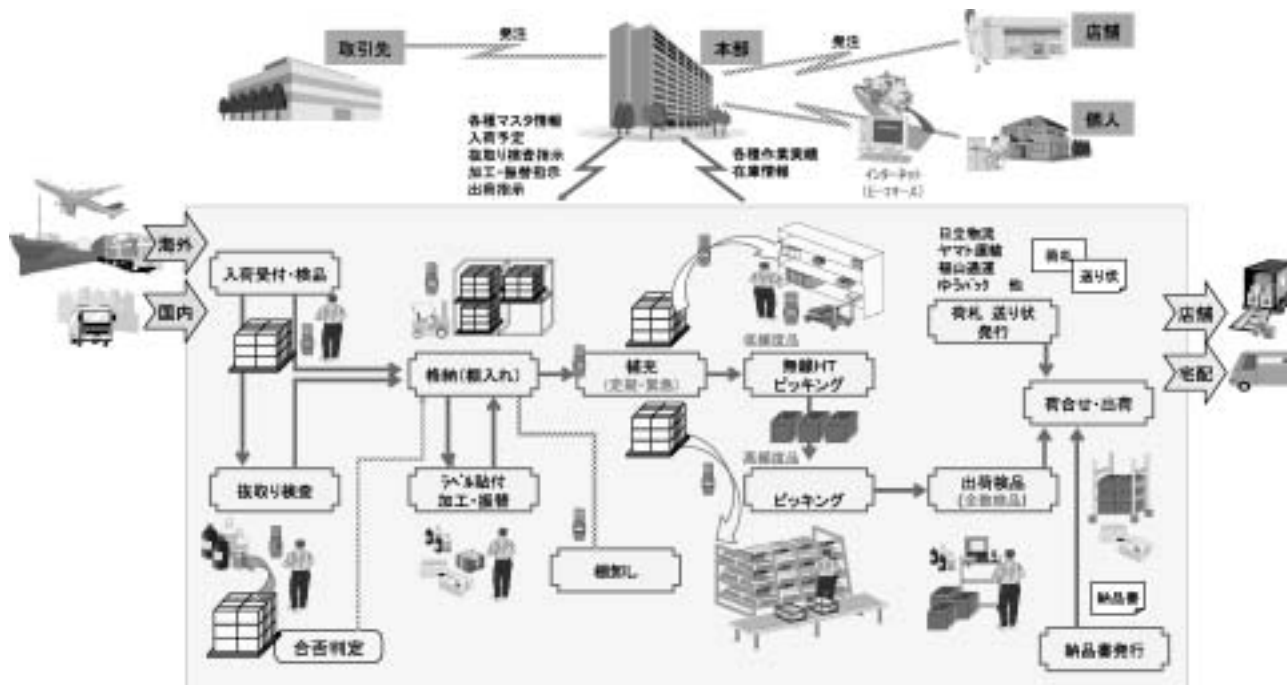 取引先
発注
本部
発注
店舗
個人
インターネット
各種マスタ情報
入荷予定
抜取り検査指示
加工・振替指示
出荷指示
各種作業実績
在庫情報
海外
国内
入荷受付・検品
日立物流
ヤマト運輸
福山通運
ゆうパック 他
荷札
送り状
荷札 送り状
発行
店舗
宅配
格納(棚入れ)
補充
(定期・緊急)
低頻度品
無線HT
ピッキング
荷合せ・出荷
高頻度品
抜取り検査
ラベル貼付
加工・振替
ピッキング
出荷検品
(全数検品)
棚卸し
納品書
合否判定
納品書発行